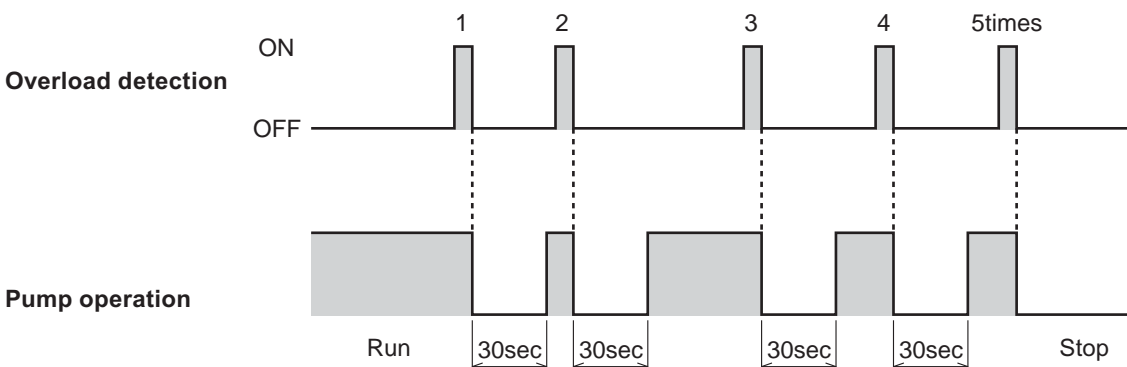 1 2 3 4 5times
ON
Overload detection
OFF
Pump operation
Run 30sec 30sec 30sec 30sec Stop